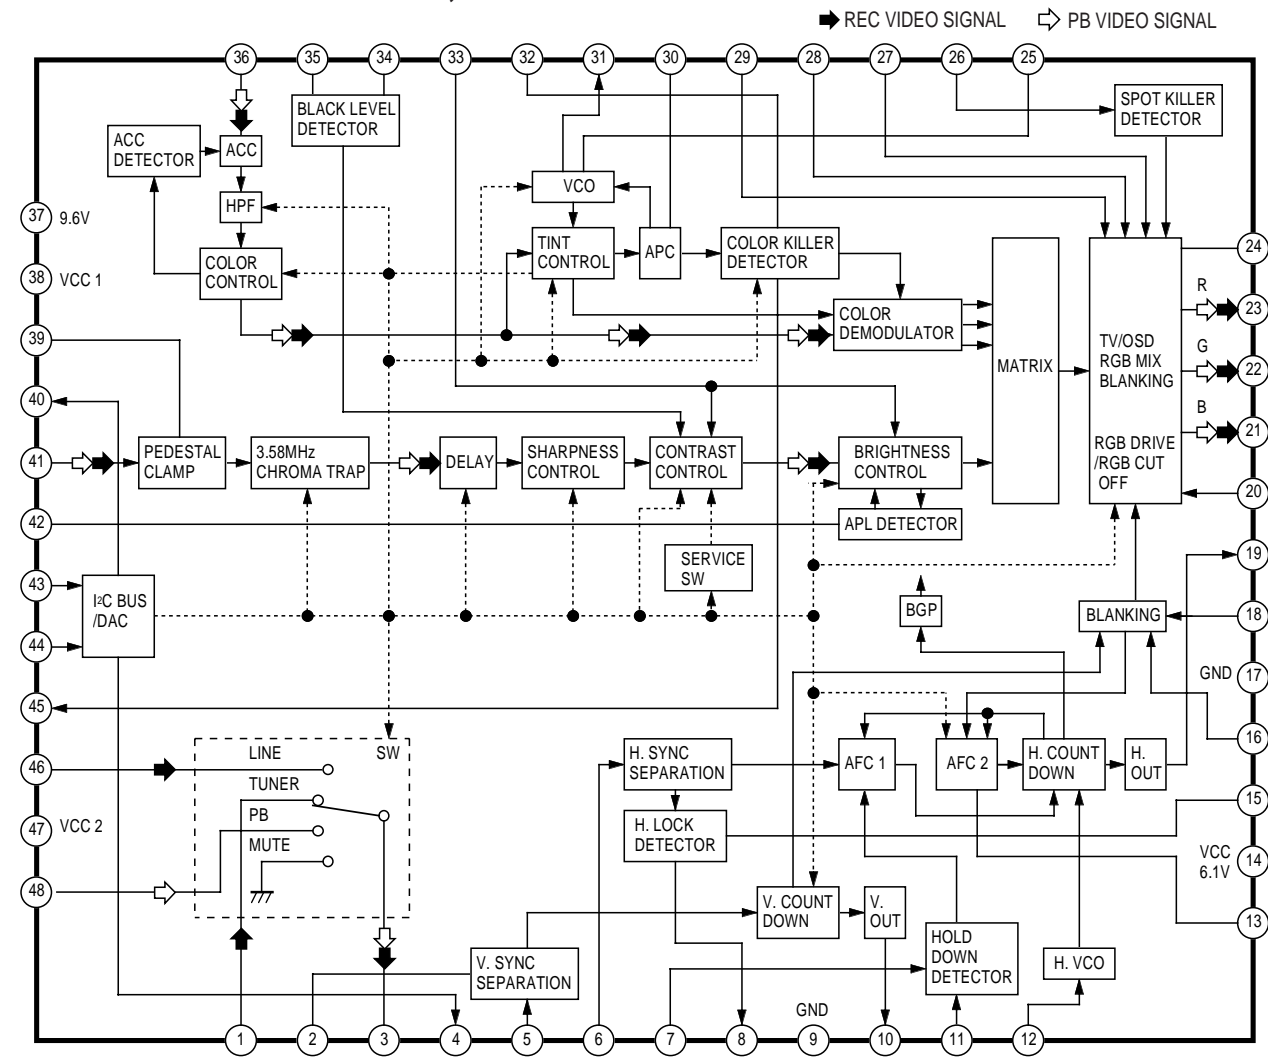 REC VIDEO SIGNAL PB VIDEO SIGNAL
36 35 34 33 32 31 30 29 28 27 26 25
BLACK LEVEL
DETECTOR
SPOT KILLER
DETECTOR
ACC
DETECTOR
ACC
HPF
VCO
37 9.6V
TINT
CONTROL
APC
COLOR KILLER
DETECTOR
24
COLOR
CONTROL
38 VCC 1
R
23
COLOR
DEMODULATOR
39
MATRIX
TV/OSD
RGB MIX
BLANKING
G
22
40
B
21
RGB DRIVE
/RGB CUT
OFF
41
PEDESTAL
CLAMP
3.58MHz
CHROMA TRAP
DELAY
SHARPNESS
CONTROL
CONTRAST
CONTROL
BRIGHTNESS
CONTROL
20
42
APL DETECTOR
19
SERVICE
SW
43
I²C BUS
/DAC
44
BGP
BLANKING
18
GND 17
45
16
SW
LINE
TUNER
PB
MUTE
46
H. SYNC
SEPARATION
AFC 1
AFC 2
H. COUNT
DOWN
H.
OUT
15
47 VCC 2
H. LOCK
DETECTOR
VCC
6.1V
14
48
V. COUNT
DOWN
V.
OUT
13
HOLD
DOWN
DETECTOR
H. VCO
V. SYNC
SEPARATION
GND
1 2 3 4 5 6 7 8 9 10 11 12